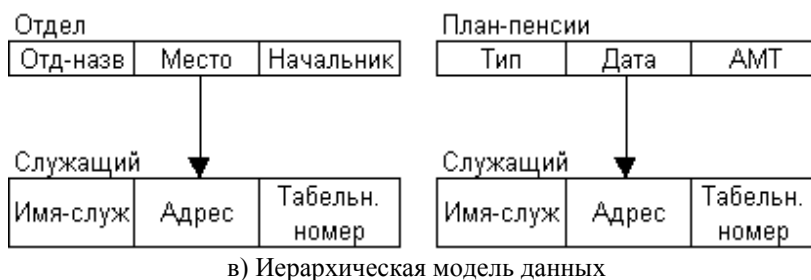 Отдел План-пенсии
Отд-назв Место Начальник Тип Дата АМТ
Служащий Служащий
Имя-служ Адрес Табельн. номер Имя-служ Адрес Табельн. номер
в) Иерархическая модель данных